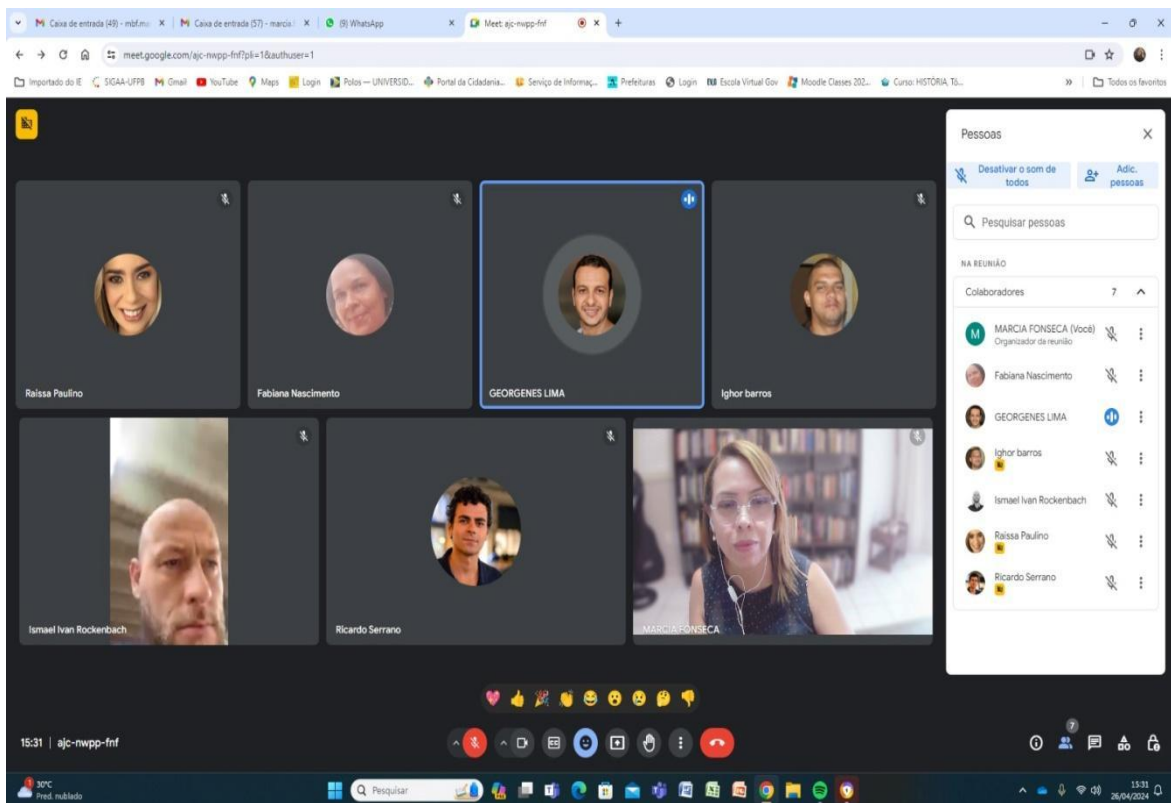 Caixa de entrada (49) - mbf.ma
Caixa de entrada (57) - marcia
(9) WhatsApp
Meet: ajc-nwpp-fnf
meet.google.com/ajc-nwpp-fnf?pli=1&authuser=1
Importado do IE
SIGAA-UFPB
Gmail
YouTube
Maps
Login
Polos — UNIVERSID...
Portal da Cidadania...
Serviço de Informaç...
Prefeituras
Login
Escola Virtual Gov
Moodle Classes 202...
Curso: HISTÓRIA, Tó...
Todos os favoritos
Raissa Paulino
Fabiana Nascimento
GEORGENES LIMA
Ighor barros
Ismael Ivan Rockenbach
Ricardo Serrano
MARCIA FONSECA
Pessoas
Desativar o som de
todos
Adic.
pessoas
Pesquisar pessoas
NA REUNIÃO
Colaboradores 7
M
MARCIA FONSECA (Você)
Organizador da reunião
Fabiana Nascimento
GEORGENES LIMA
Ighor barros
Ismael Ivan Rockenbach
Raissa Paulino
Ricardo Serrano
15:31 | ajc-nwpp-fnf
CC
7
30°C
Pred. nublado
Pesquisar
15:31
26/04/2024